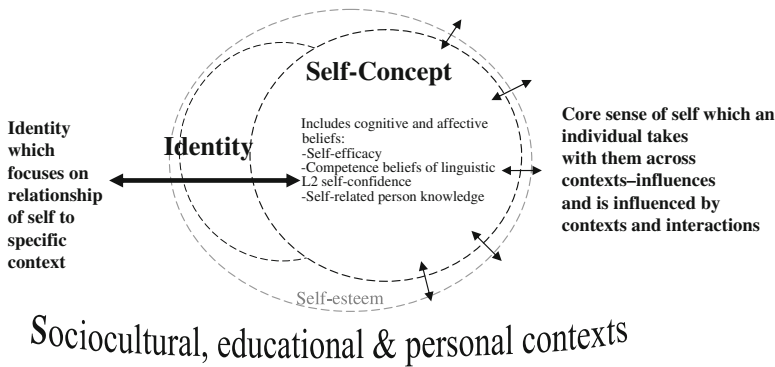 Self-Concept
Identity
which
focuses on
relationship
of self to
specific
context
Identity
Includes cognitive and affective
beliefs:
-Self-efficacy
-Competence beliefs of linguistic
L2 self-confidence
-Self-related person knowledge
Core sense of self which an
individual takes
with them across
contexts–influences
and is influenced by
contexts and interactions
Self-esteem
Sociocultural, educational & personal contexts